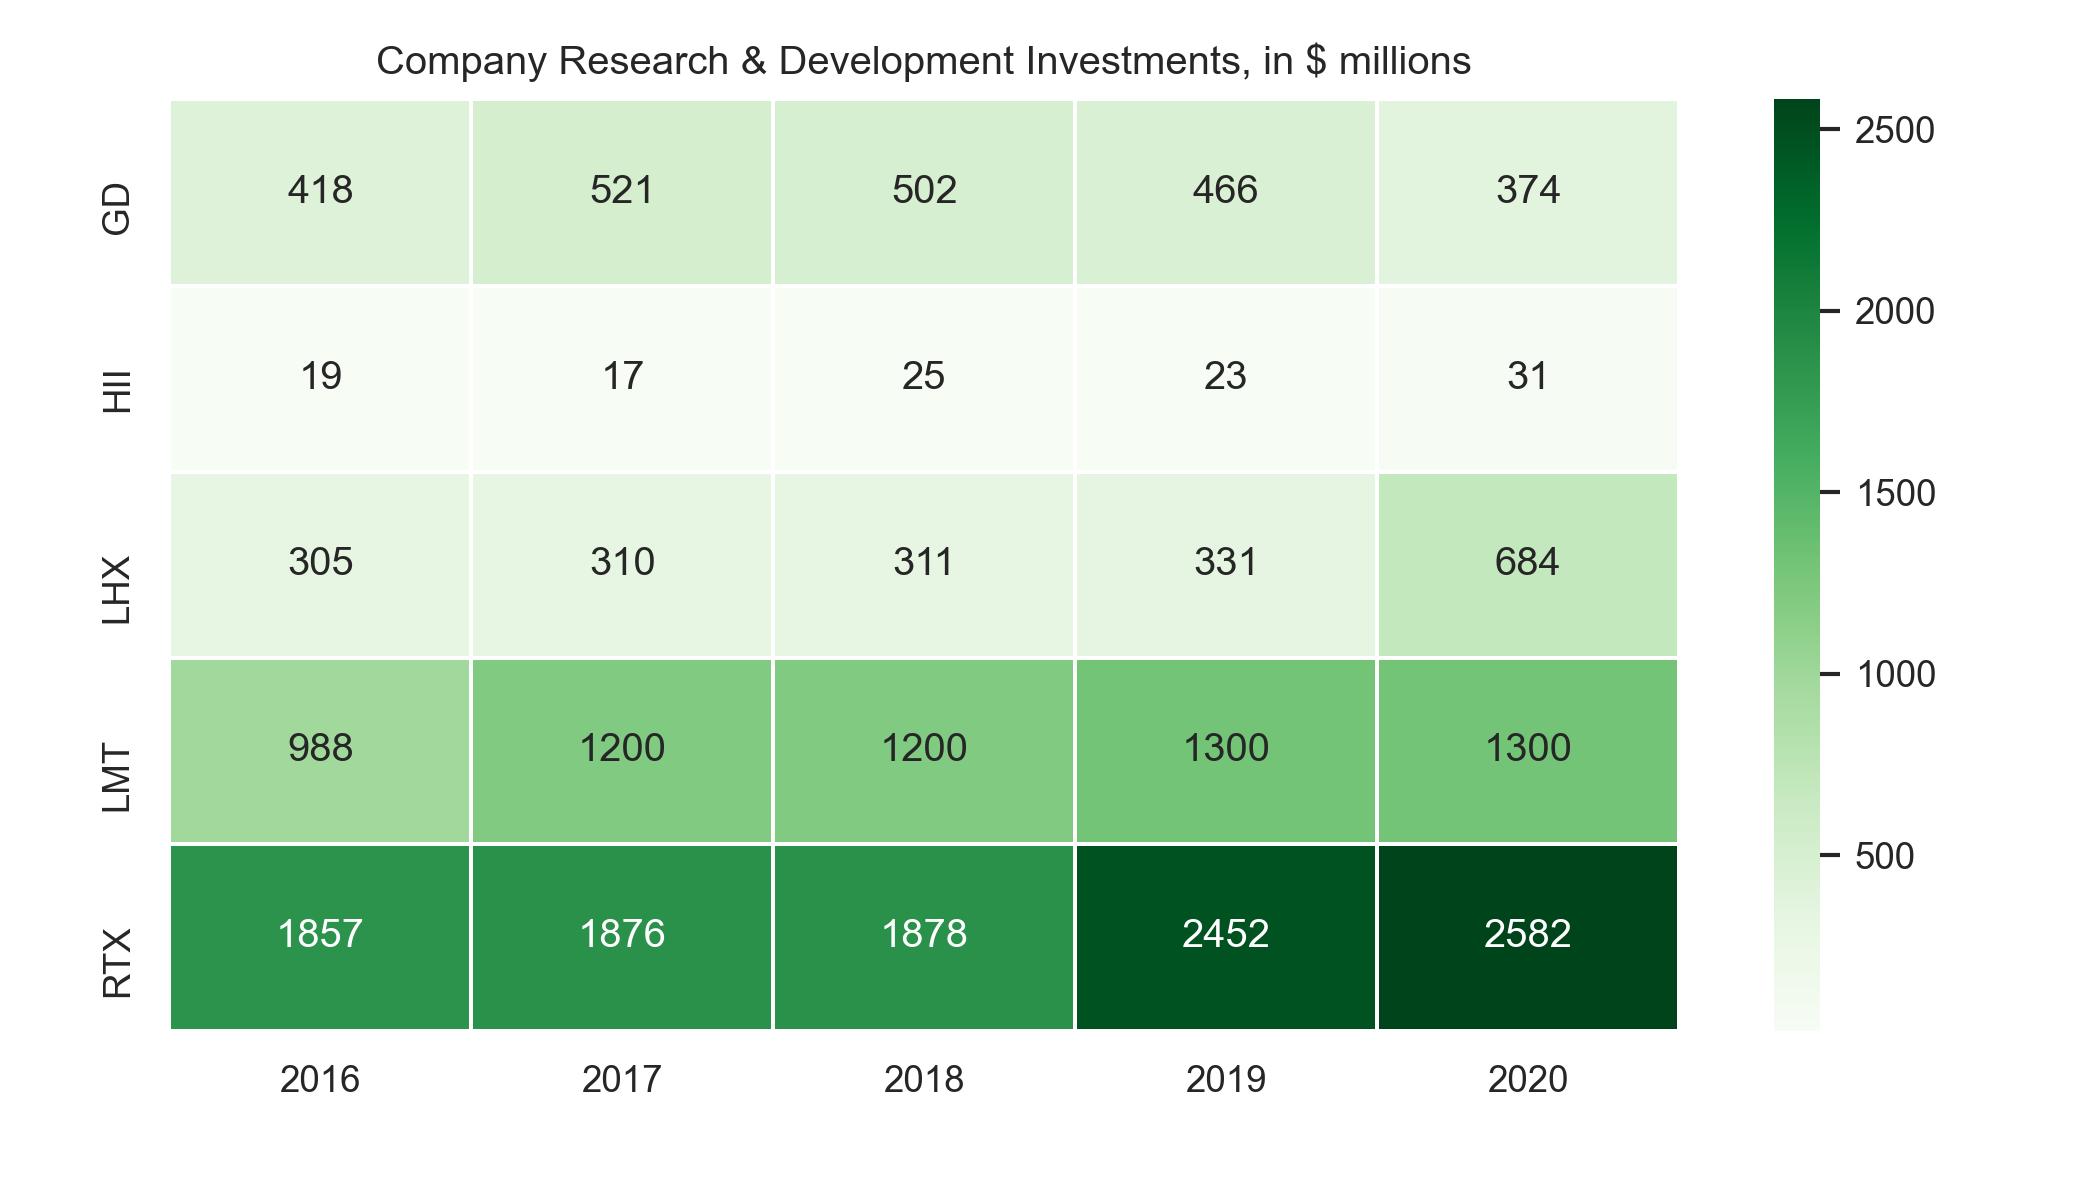 Company Research & Development Investments, in $ millions
GD 418 521 502 466 374
HII 19 17 25 23 31
LHX 305 310 311 331 684
LMT 988 1200 1200 1300 1300
RTX 1857 1876 1878 2452 2582
2016 2017 2018 2019 2020
2500
2000
1500
1000
500